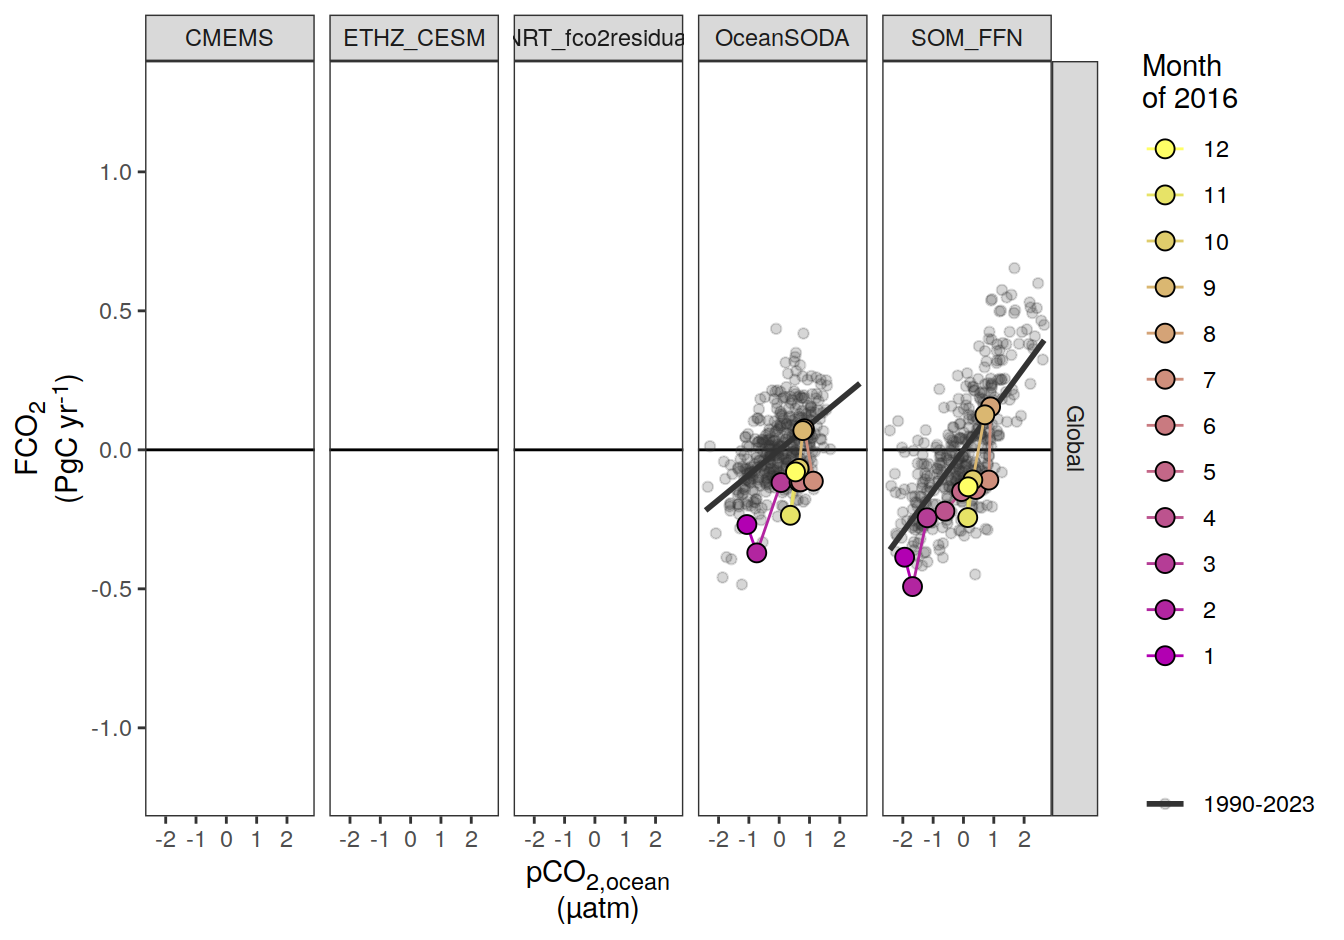 CMEMS ETHZ_CESM NRT_fco2residua OceanSODA SOM_FFN
Month
of 2016
12
11
10
9
8
7
6
5
4
3
2
1
1990-2023
1.0
0.5
0.0
-0.5
-1.0
FCO2
(PgC yr-1)
Global
-2 -1 0 1 2 -2 -1 0 1 2 -2 -1 0 1 2 -2 -1 0 1 2 -2 -1 0 1 2
pCO2,ocean
(µatm)